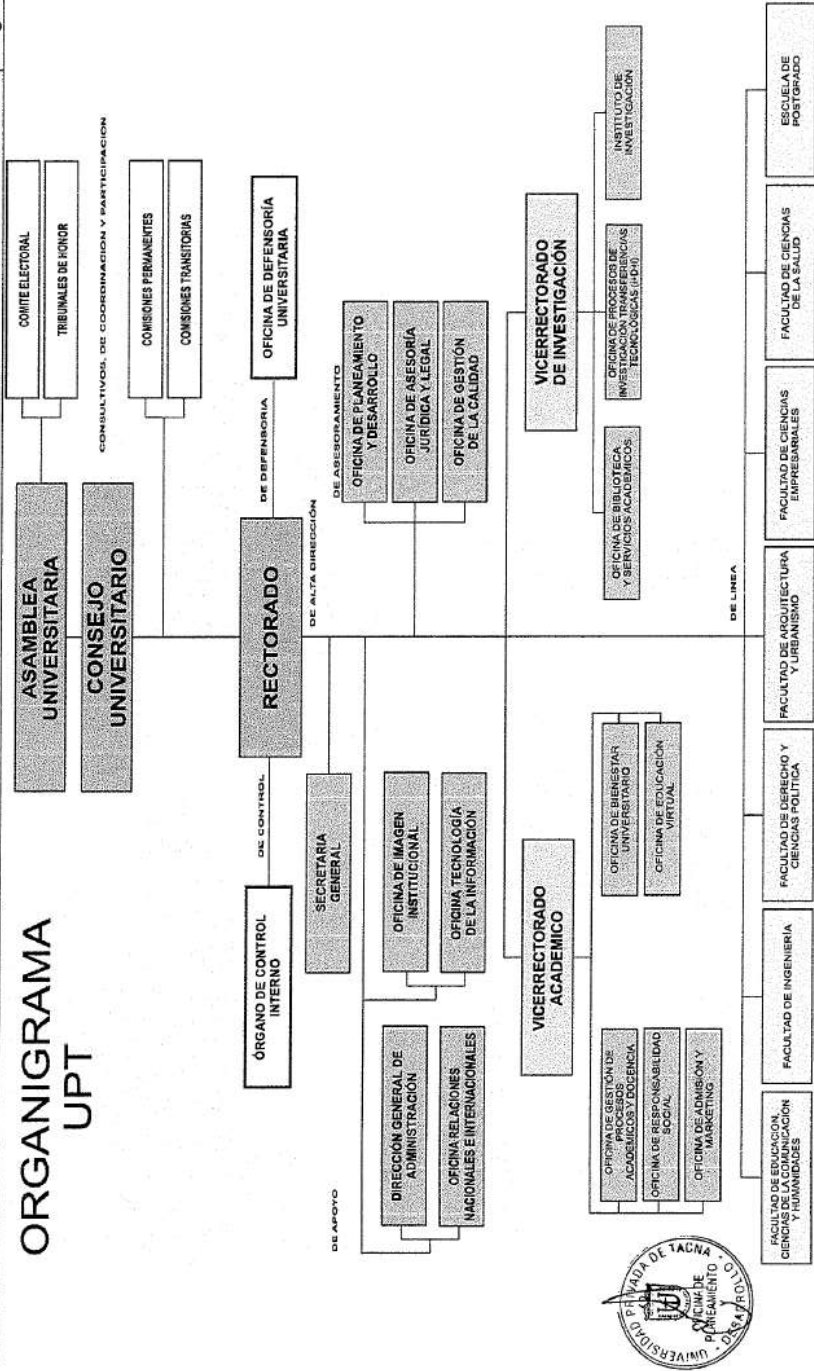 ORGANIGRAMA
UPT
ASAMBLEA
UNIVERSITARIA
COMITE ELECTORAL
TRIBUNALES DE HONOR
CONSEJO
UNIVERSITARIO
CONSULTIVOS, DE COORDINACION Y PARTICIPACION
COMISIONES PERMANENTES
COMISIONES TRANSITORIAS
ÓRGANO DE CONTROL
INTERNO
DE CONTROL
RECTORADO
DE DEFENSORIA
OFICINA DE DEFENSORÍA
UNIVERSITARIA
DE ALTA DIRECCIÓN
SECRETARIA
GENERAL
DE APOYO
DIRECCIÓN GENERAL DE
ADMINISTRACIÓN
OFICINA RELACIONES
NACIONALES E INTERNACIONALES
OFICINA DE IMAGEN
INSTITUCIONAL
OFICINA TECNOLOGÍA
DE LA INFORMACIÓN
DE ASESORAMIENTO
OFICINA DE PLANEAMIENTO
Y DESARROLLO
OFICINA DE ASESORÍA
JURÍDICA Y LEGAL
OFICINA DE GESTIÓN
DE LA CALIDAD
VICERRECTORADO
ACADEMICO
OFICINA DE GESTIÓN DE
PROCESOS
ACADEMICOS Y DOCENCIA
OFICINA DE RESPONSABILIDAD
SOCIAL
OFICINA DE ADMISIÓN Y
MARKETING
OFICINA DE BIENESTAR
UNIVERSITARIO
OFICINA DE EDUCACIÓN
VIRTUAL
VICERRECTORADO
DE INVESTIGACIÓN
OFICINA DE BIBLIOTECA
Y SERVICIOS ACADEMICOS
OFICINA DE PROCESOS DE
INVESTIGACIÓN TRANSFERENCIAS
TECNOLÓGICAS (I+D+I)
INSTITUTO DE
INVESTIGACIÓN
DE LINEA
FACULTAD DE EDUCACIÓN,
CIENCIAS DE LA COMUNICACIÓN
Y HUMANIDADES
FACULTAD DE INGENIERÍA
FACULTAD DE DERECHO Y
CIENCIAS POLÍTICA
FACULTAD DE ARQUITECTURA
Y URBANISMO
FACULTAD DE CIENCIAS
EMPRESARIALES
FACULTAD DE CIENCIAS
DE LA SALUD
ESCUELA DE
POSTGRADO
UNIVERSIDAD PRIVADA DE TACNA
OFICINA DE
PLANEAMIENTO
DESARROLLO